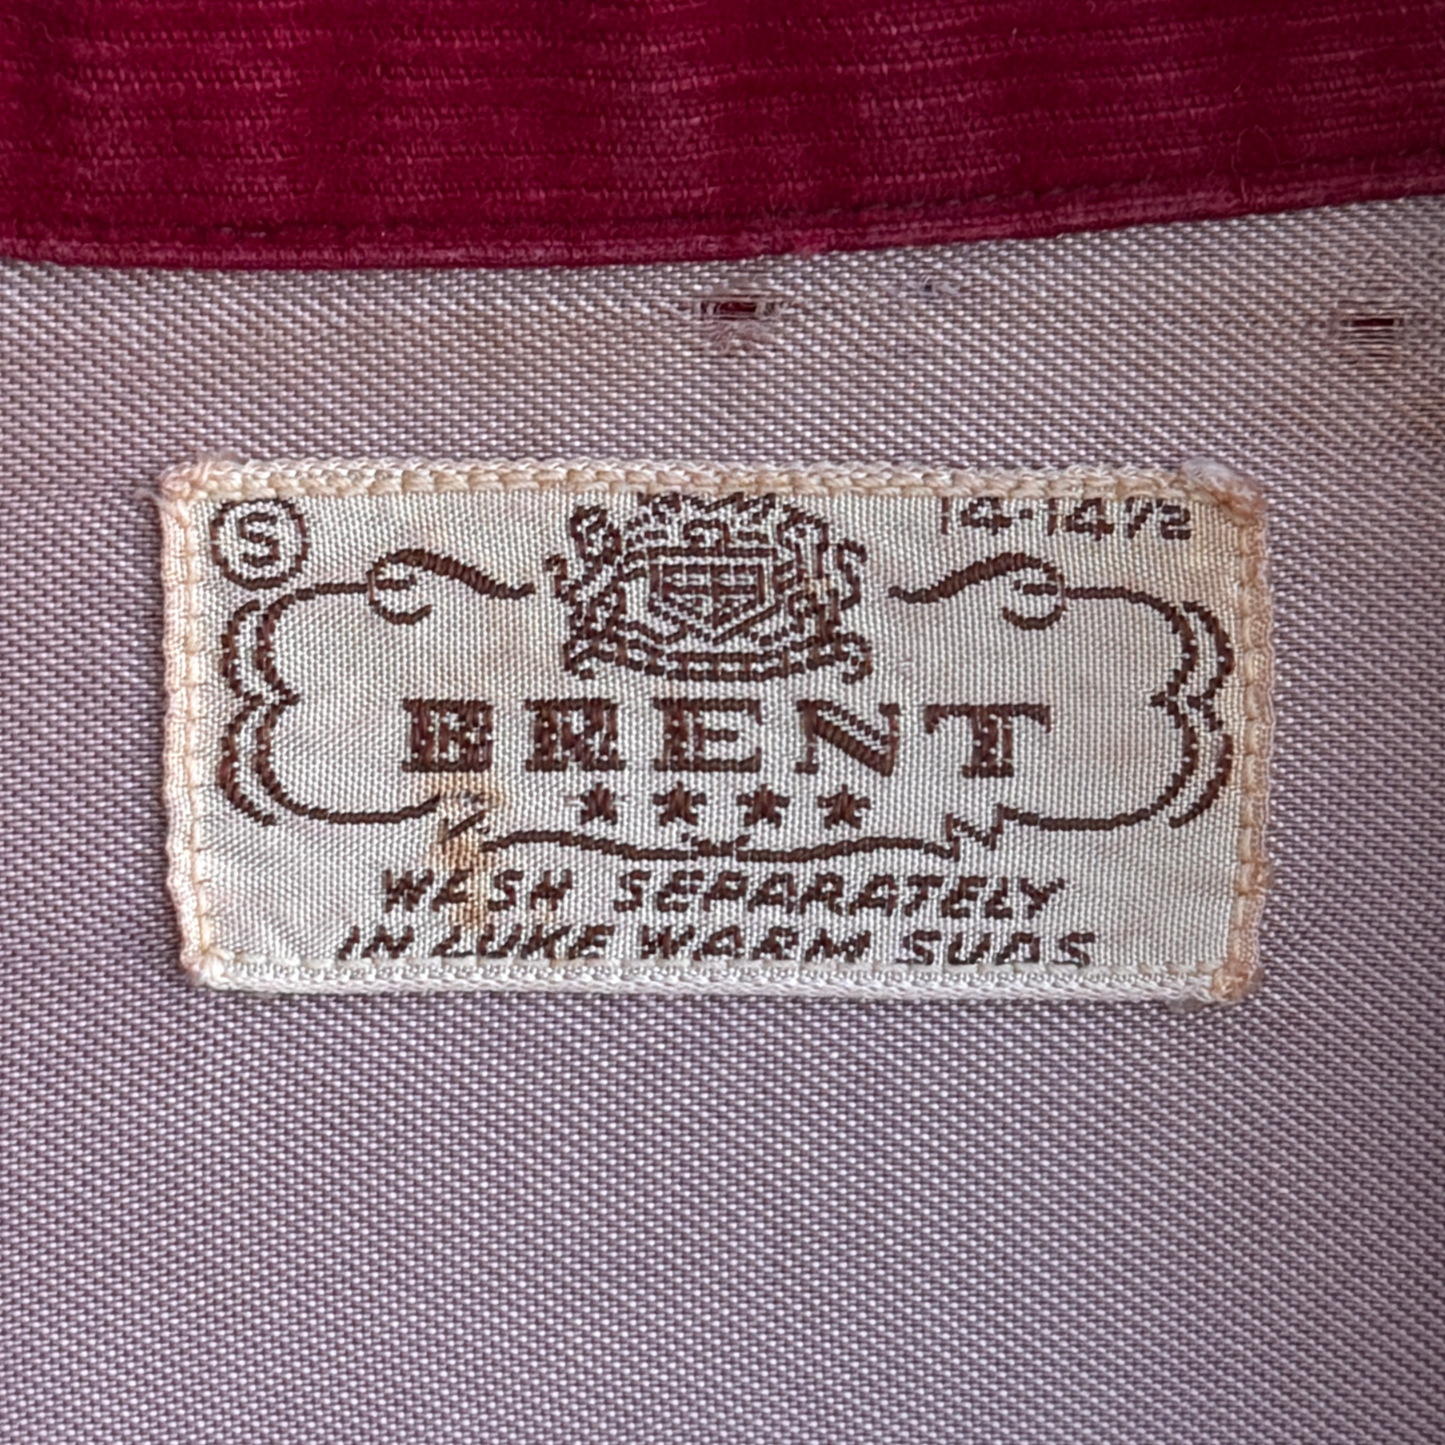 S 14-14½
BRENT
★★★★
WASH SEPARATELY
IN LUKE WARM SUDS